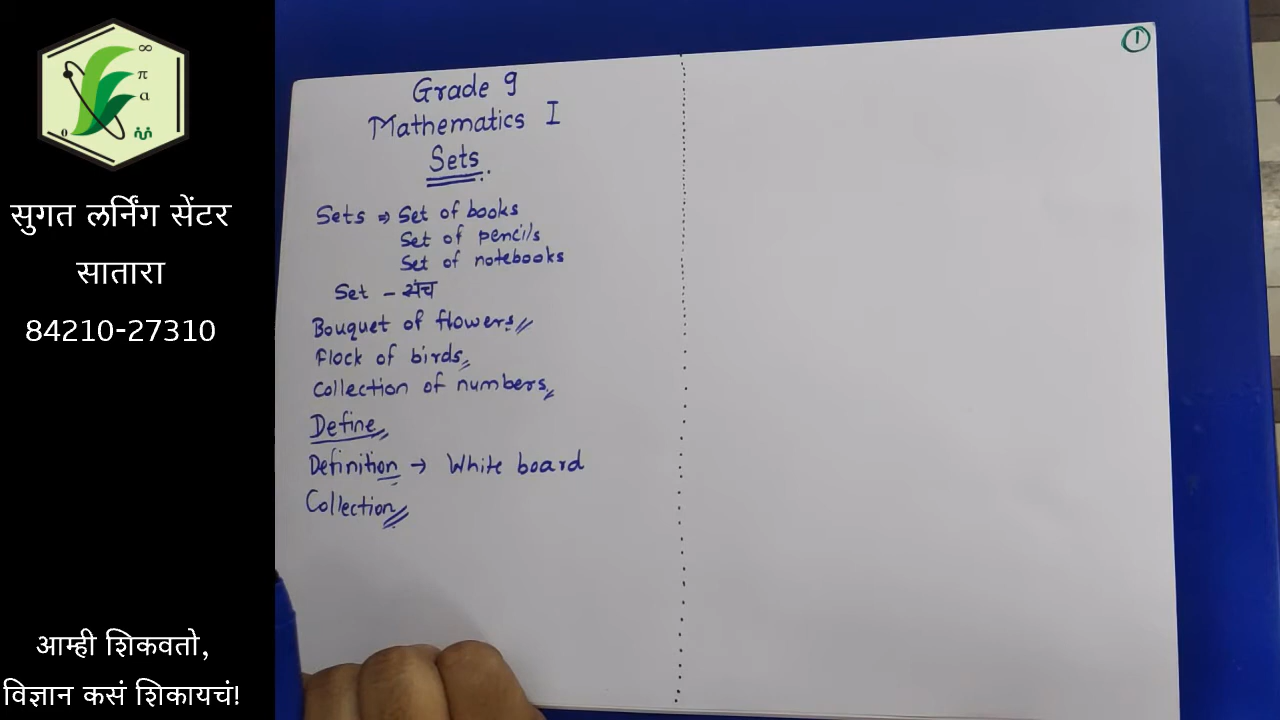 ∞
π
a
0
सुगत लर्निंग सेंटर
सातारा
84210-27310
आम्ही शिकवतो,
विज्ञान कसं शिकायचं!
1
Grade 9
Mathematics I
Sets
Sets ⇒ Set of books
Set of pencils
Set of notebooks
Set - संच
Bouquet of flowers
Flock of birds
Collection of numbers
Define
Definition → White board
Collection